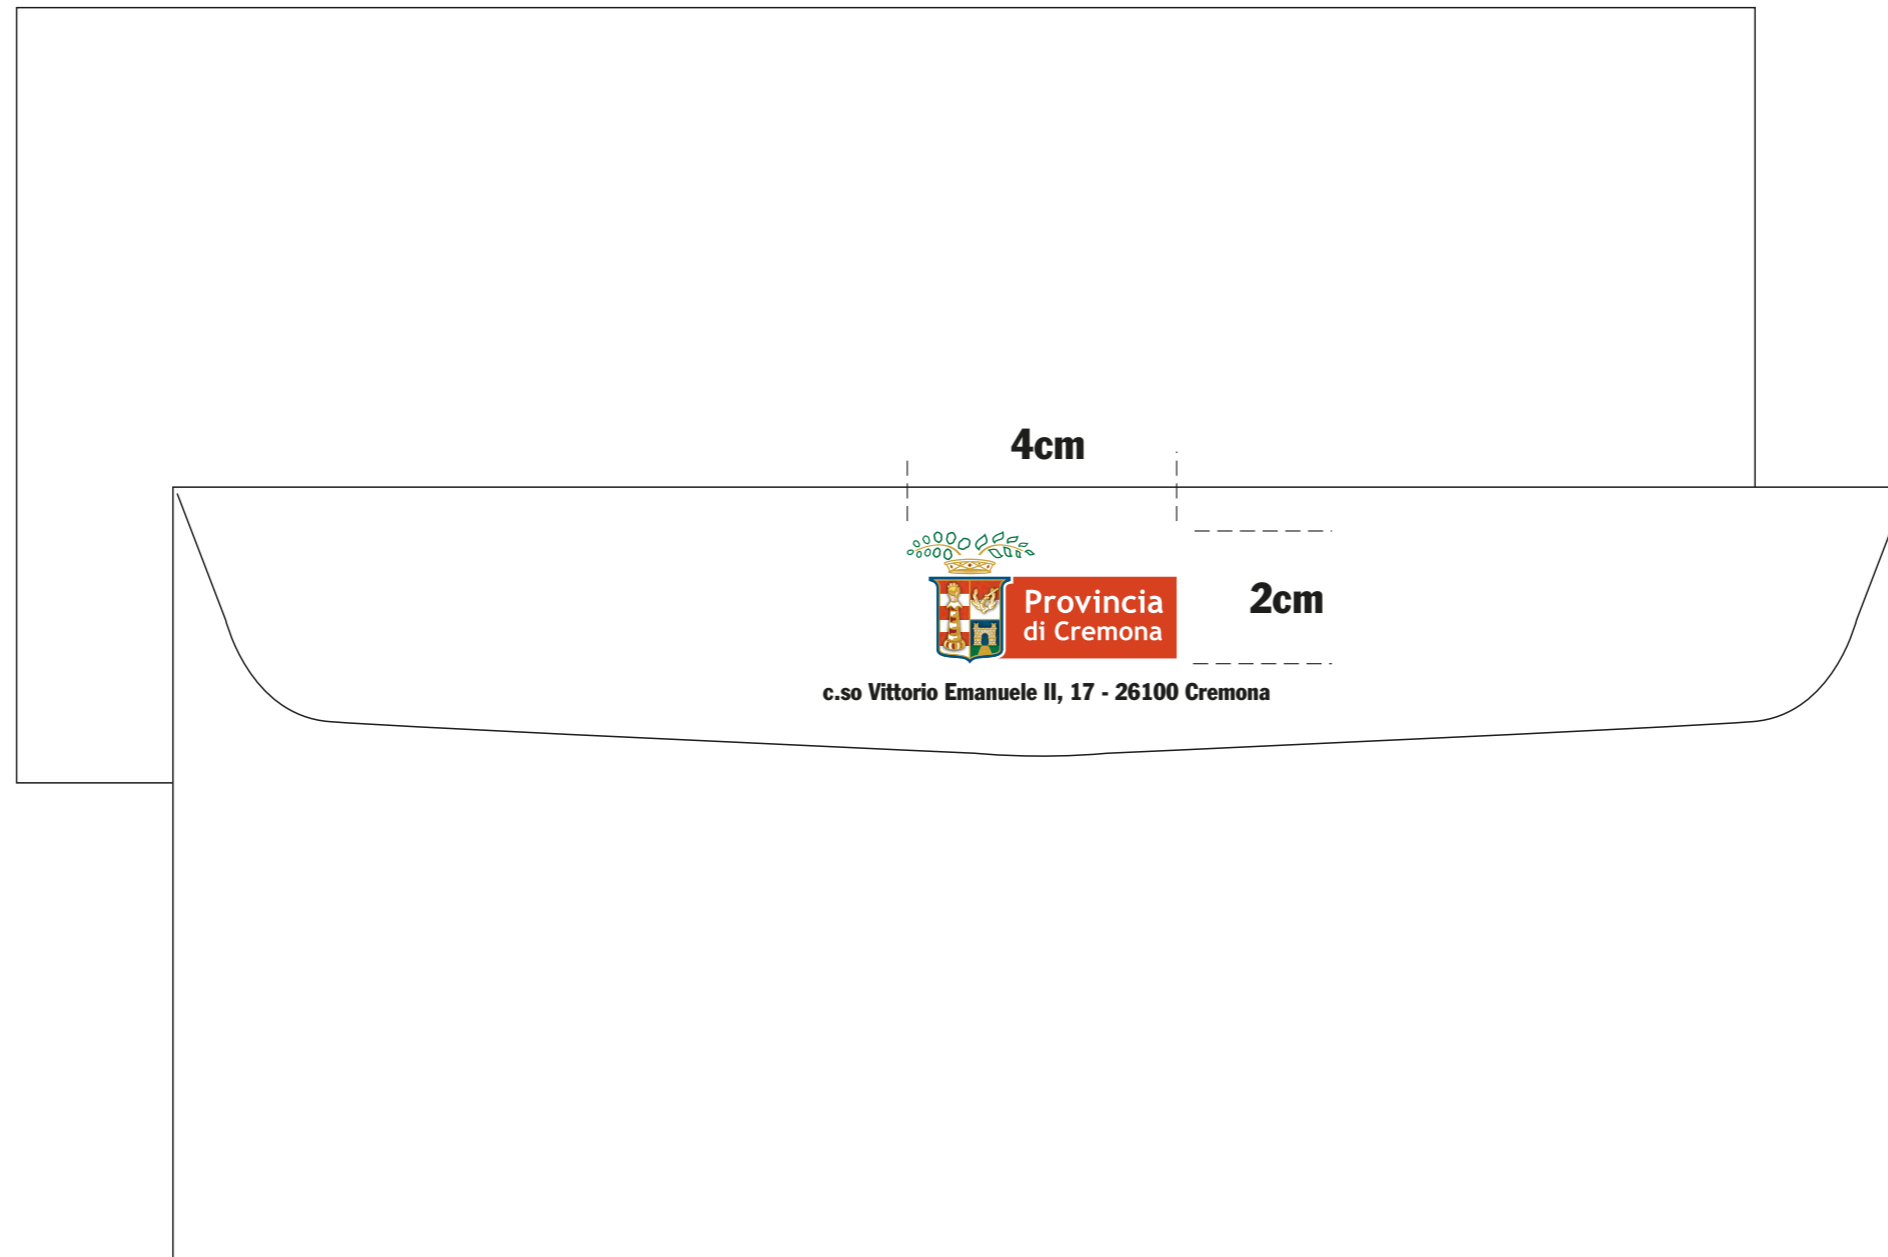 4cm
Provincia
di Cremona
2cm
c.so Vittorio Emanuele II, 17 - 26100 Cremona